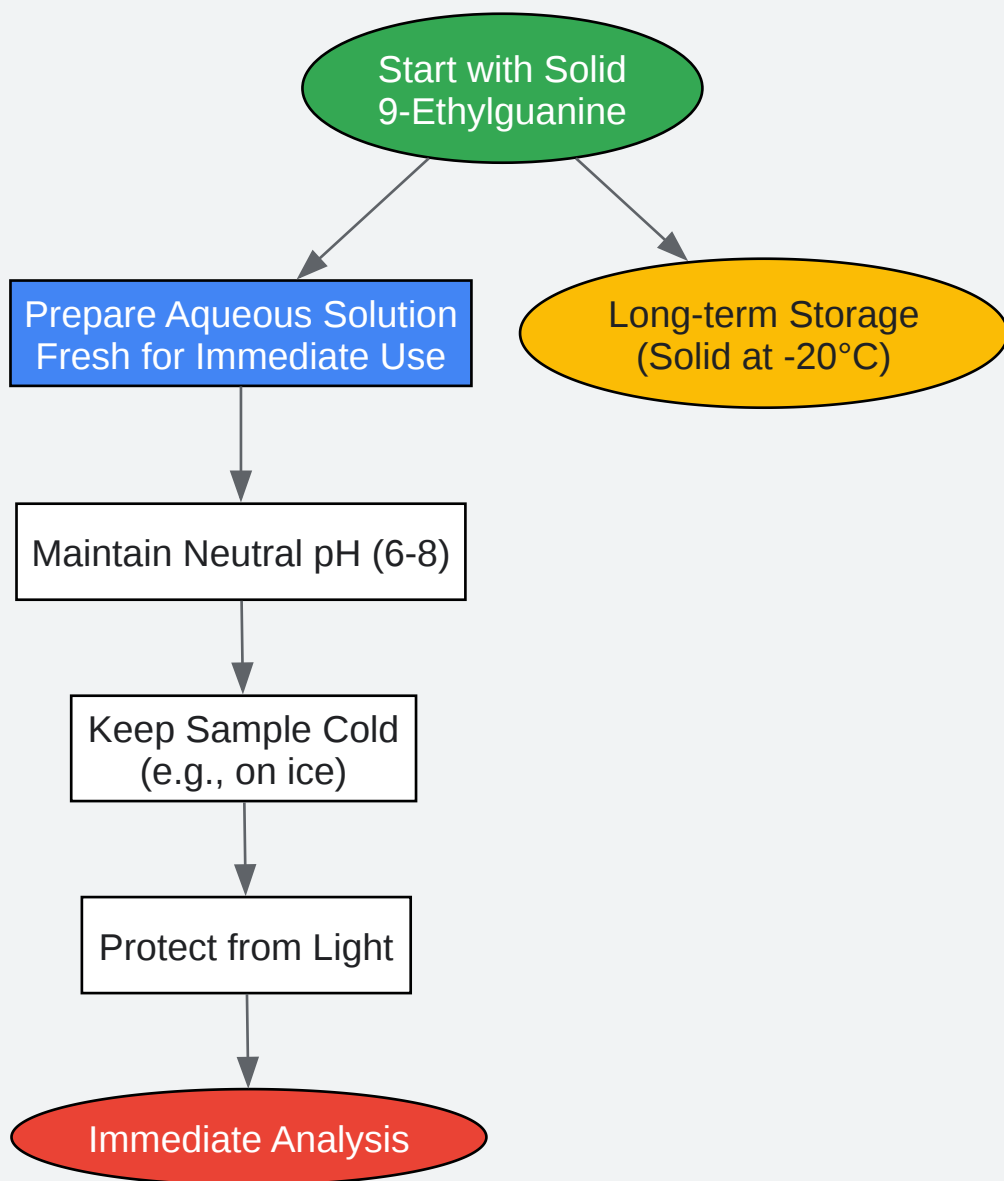 Start with Solid
9-Ethylguanine
Prepare Aqueous Solution
Fresh for Immediate Use
Long-term Storage
(Solid at -20°C)
Maintain Neutral pH (6-8)
Keep Sample Cold
(e.g., on ice)
Protect from Light
Immediate Analysis